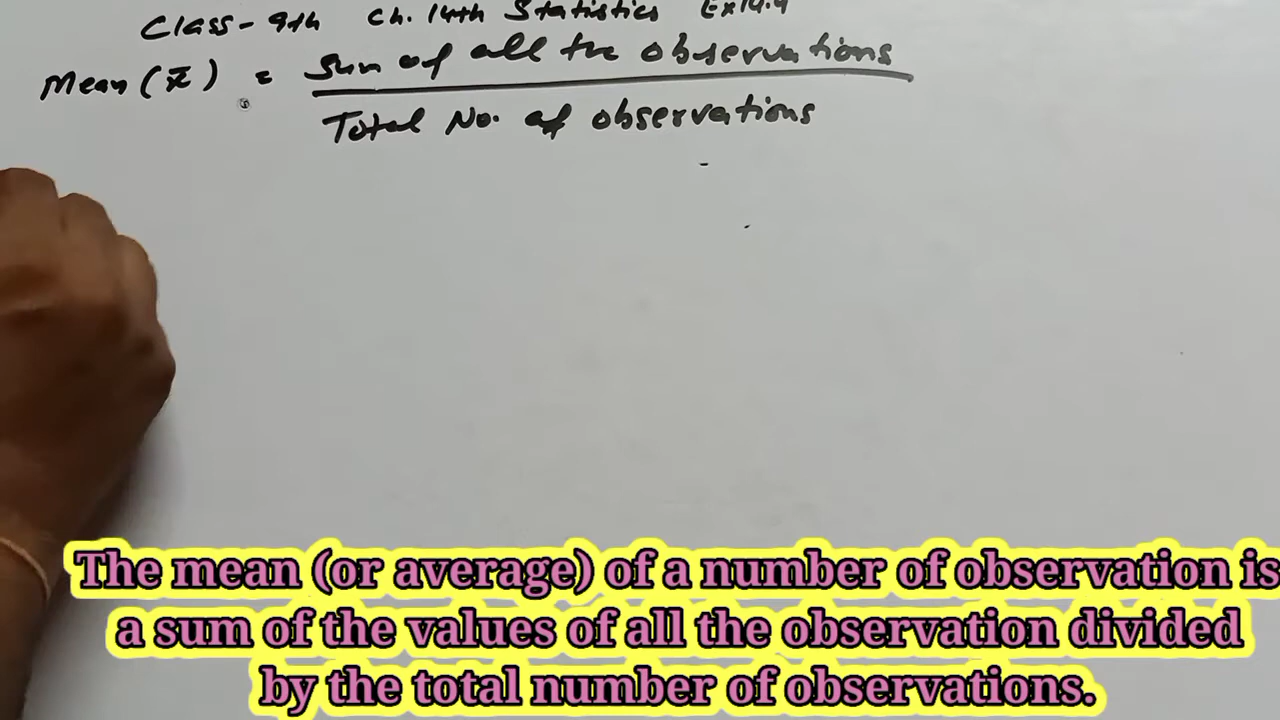 Class- 9th Ch. 14th Statistics Ex14.4
Mean (x̄) = Sum of all the observations
Total No. of observations
The mean (or average) of a number of observation is
a sum of the values of all the observation divided
by the total number of observations.